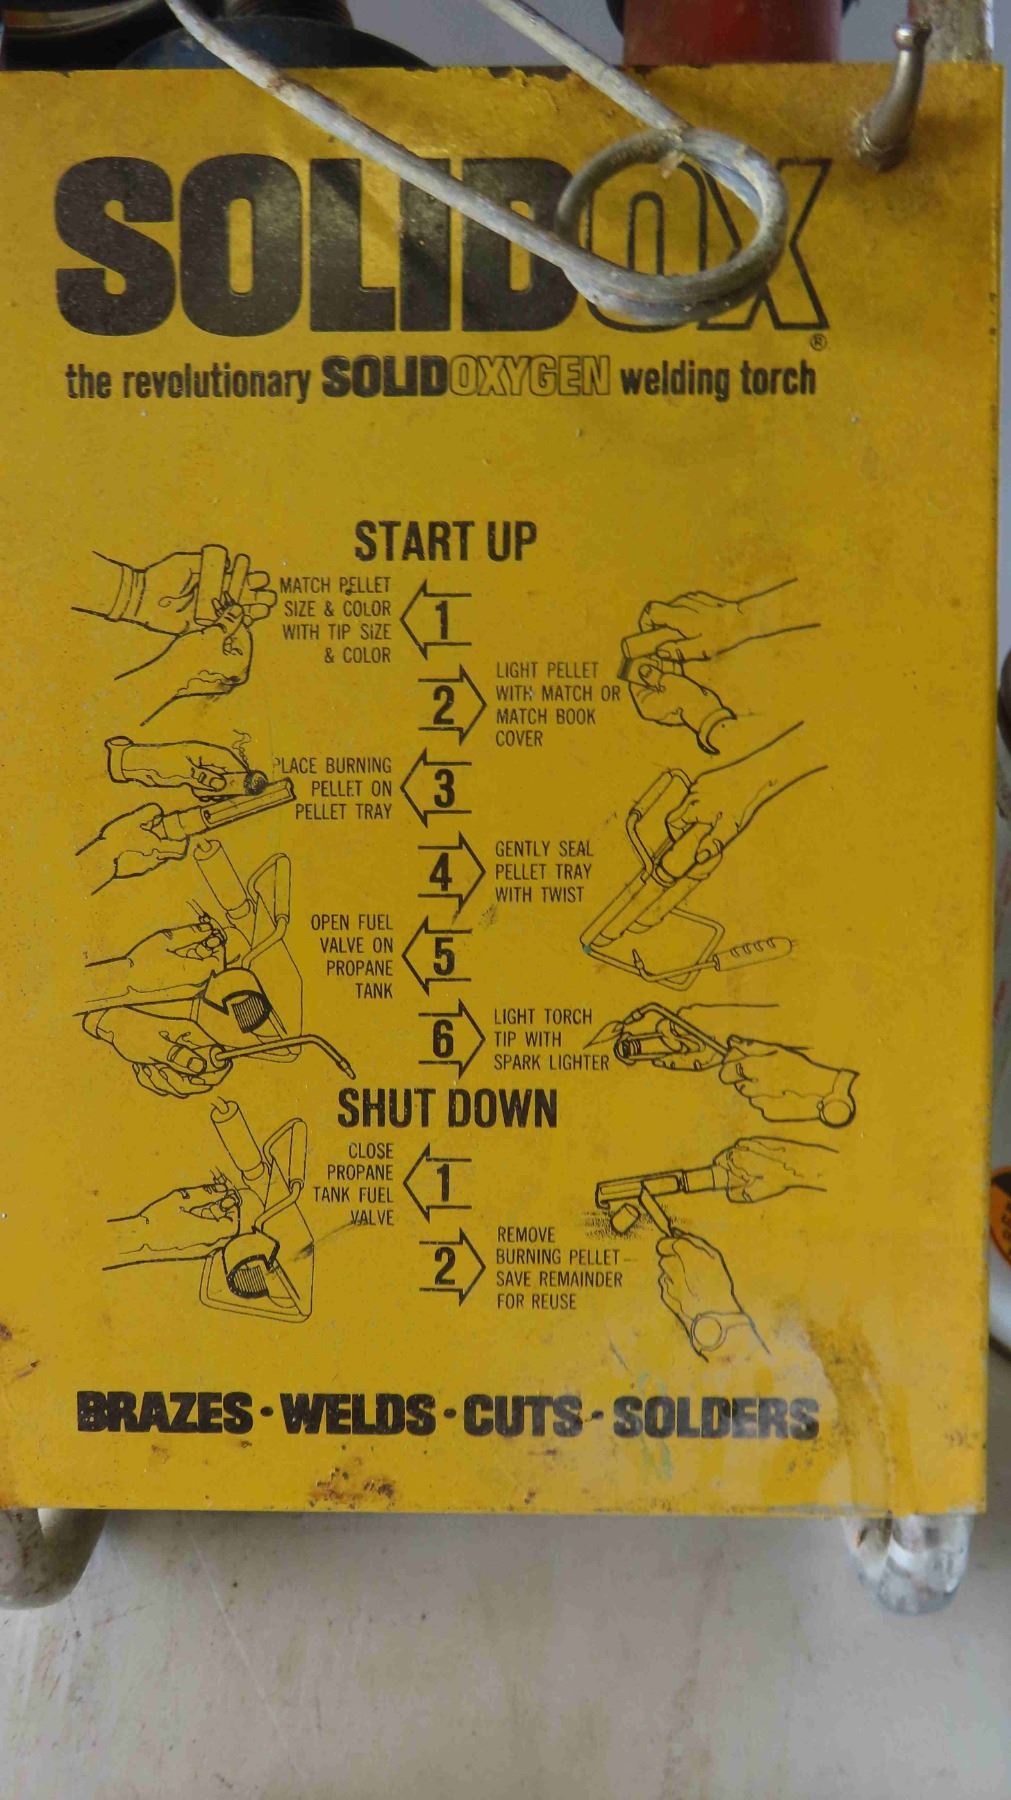 SOLIDOX
®
the revolutionary SOLIDOXYGEN welding torch
START UP
MATCH PELLET
SIZE & COLOR
WITH TIP SIZE
& COLOR
1
2
LIGHT PELLET
WITH MATCH OR
MATCH BOOK
COVER
PLACE BURNING
PELLET ON
PELLET TRAY
3
4
GENTLY SEAL
PELLET TRAY
WITH TWIST
OPEN FUEL
VALVE ON
PROPANE
TANK
5
6
LIGHT TORCH
TIP WITH
SPARK LIGHTER
SHUT DOWN
CLOSE
PROPANE
TANK FUEL
VALVE
1
2
REMOVE
BURNING PELLET—
SAVE REMAINDER
FOR REUSE
BRAZES · WELDS · CUTS - SOLDERS